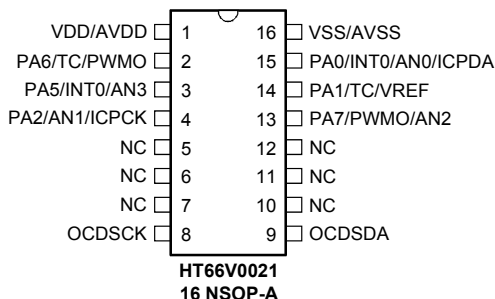 VDD/AVDD 1 16 VSS/AVSS
PA6/TC/PWMO 2 15 PA0/INT0/AN0/ICPDA
PA5/INT0/AN3 3 14 PA1/TC/VREF
PA2/AN1/ICPCK 4 13 PA7/PWMO/AN2
NC 5 12 NC
NC 6 11 NC
NC 7 10 NC
OCDSCK 8 9 OCDSDA
HT66V0021
16 NSOP-A